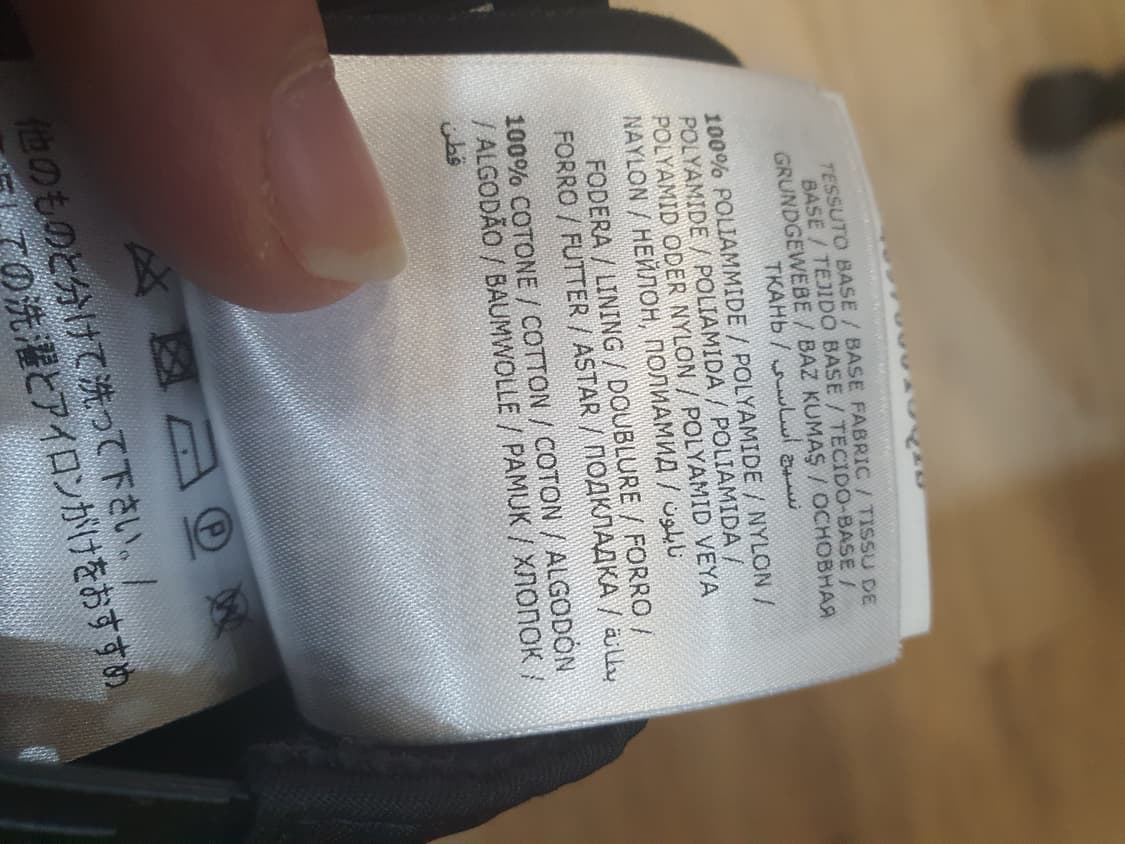 TESSUTO BASE / BASE FABRIC / TISSU DE
BASE / TEJIDO BASE / TECIDO-BASE /
GRUNDGEWEBE / BAZ KUMAŞ / ОСНОВНАЯ
ТКАНЬ / نسيج أساسي
100% POLIAMMIDE / POLYAMIDE / NYLON /
POLYAMIDE / POLIAMIDA / POLIAMIDA /
POLYAMID ODER NYLON / POLYAMID VEYA
NAYLON / НЕЙЛОН, ПОЛИАМИД / نايلون
FODERA / LINING / DOUBLURE / FORRO /
FORRO / FUTTER / ASTAR / ПОДКЛАДКА / بطانة
100% COTONE / COTTON / COTON / ALGODÓN
/ ALGODÃO / BAUMWOLLE / PAMUK / ХЛОПОК /
قطن
P
他のものと分けて洗って下さい。/
しての洗濯とアイロンがけをおすすめ